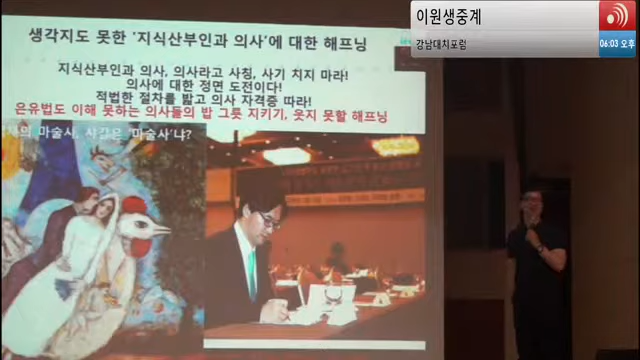 이원생중계
강남대치포럼
06:03 오후
생각지도 못한 '지식산부인과 의사'에 대한 해프닝
지식산부인과 의사, 의사라고 사칭, 사기 치지 마라!
의사에 대한 정면 도전이다!
적법한 절차를 밟고 의사 자격증 따라!
은유법도 이해 못하는 의사들의 밥 그릇 지키기, 웃지 못할 해프닝
의 마술사, 샤갈은 '마술사'냐?